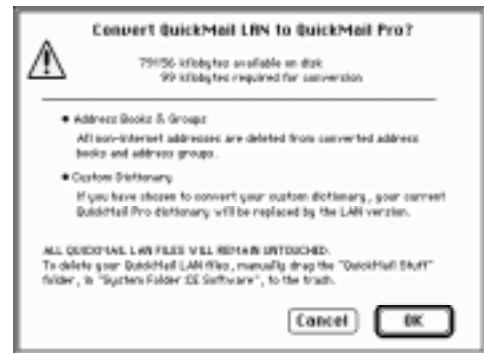 Convert QuickMail LAN to QuickMail Pro?
79156 kilobytes available on disk
99 kilobytes required for conversion
• Address Books & Groups
All non-internet addresses are deleted from converted address
books and address groups.
• Custom Dictionary
If you have chosen to convert your custom dictionary, your current
QuickMail Pro dictionary will be replaced by the LAN version.
ALL QUICKMAIL LAN FILES WILL REMAIN UNTOUCHED.
To delete your QuickMail LAN files, manually drag the "QuickMail Stuff"
folder, in "System Folder:CE Software", to the trash.
Cancel
OK